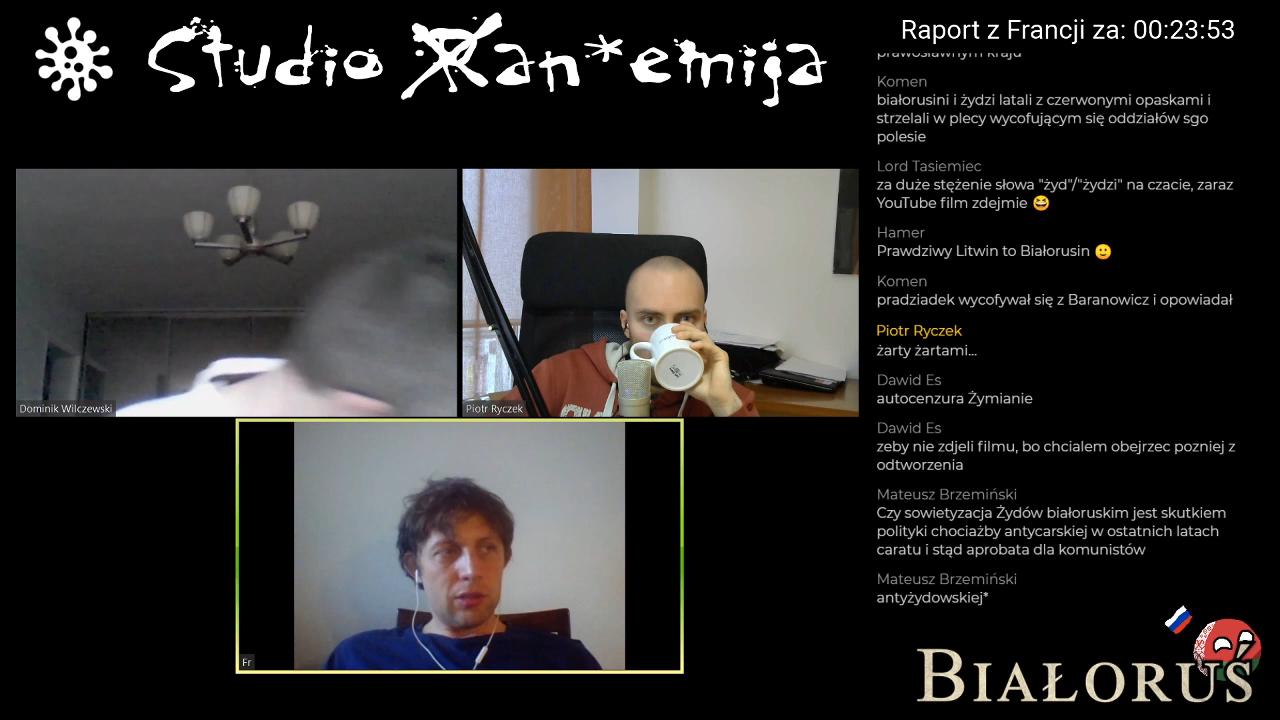 Studio Xan*emija
Raport z Francji za: 00:23:53
prawosławnym kraju
Komen
białorusini i żydzi latali z czerwonymi opaskami i
strzelali w plecy wycofującym się oddziałów sgo
polesie
Lord Tasiemiec
za duże stężenie słowa "żyd"/"żydzi" na czacie, zaraz
YouTube film zdejmie 😆
Hamer
Prawdziwy Litwin to Białorusin 🙂
Komen
pradziadek wycofywał się z Baranowicz i opowiadał
Piotr Ryczek
żarty żartami...
Dawid Es
autocenzura Żymianie
Dawid Es
zeby nie zdjeli filmu, bo chcialem obejrzec pozniej z
odtworzenia
Mateusz Brzemiński
Czy sowietyzacja Żydów białoruskim jest skutkiem
polityki chociażby antycarskiej w ostatnich latach
caratu i stąd aprobata dla komunistów
Mateusz Brzemiński
antyżydowskiej*
Dominik Wilczewski
Piotr Ryczek
Fr
BIAŁORUŚ